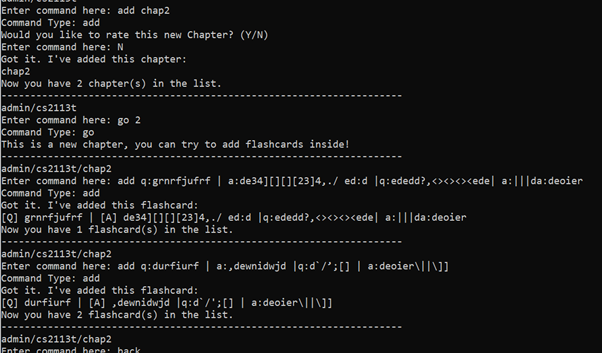 admin/cs2113t
Enter command here: add chap2
Command Type: add
Would you like to rate this new Chapter? (Y/N)
Enter command here: N
Got it. I've added this chapter:
chap2
Now you have 2 chapter(s) in the list.
------------------------------------------------------------------
admin/cs2113t
Enter command here: go 2
Command Type: go
This is a new chapter, you can try to add flashcards inside!
------------------------------------------------------------------
admin/cs2113t/chap2
Enter command here: add q:grnrfjufrf | a:de34][][][23]4,./ ed:d |q:ededd?,<><><><ede| a:|||da:deoier
Command Type: add
Got it. I've added this flashcard:
[Q] grnrfjufrf | [A] de34][][][23]4,./ ed:d |q:ededd?,<><><><ede| a:|||da:deoier
Now you have 1 flashcard(s) in the list.
------------------------------------------------------------------
admin/cs2113t/chap2
Enter command here: add q:durfiurf | a:,dewnidwjd |q:d`/’;[] | a:deoier\||\]]
Command Type: add
Got it. I've added this flashcard:
[Q] durfiurf | [A] ,dewnidwjd |q:d`/';[] | a:deoier\||\]]
Now you have 2 flashcard(s) in the list.
------------------------------------------------------------------
admin/cs2113t/chap2
Enter command here: back